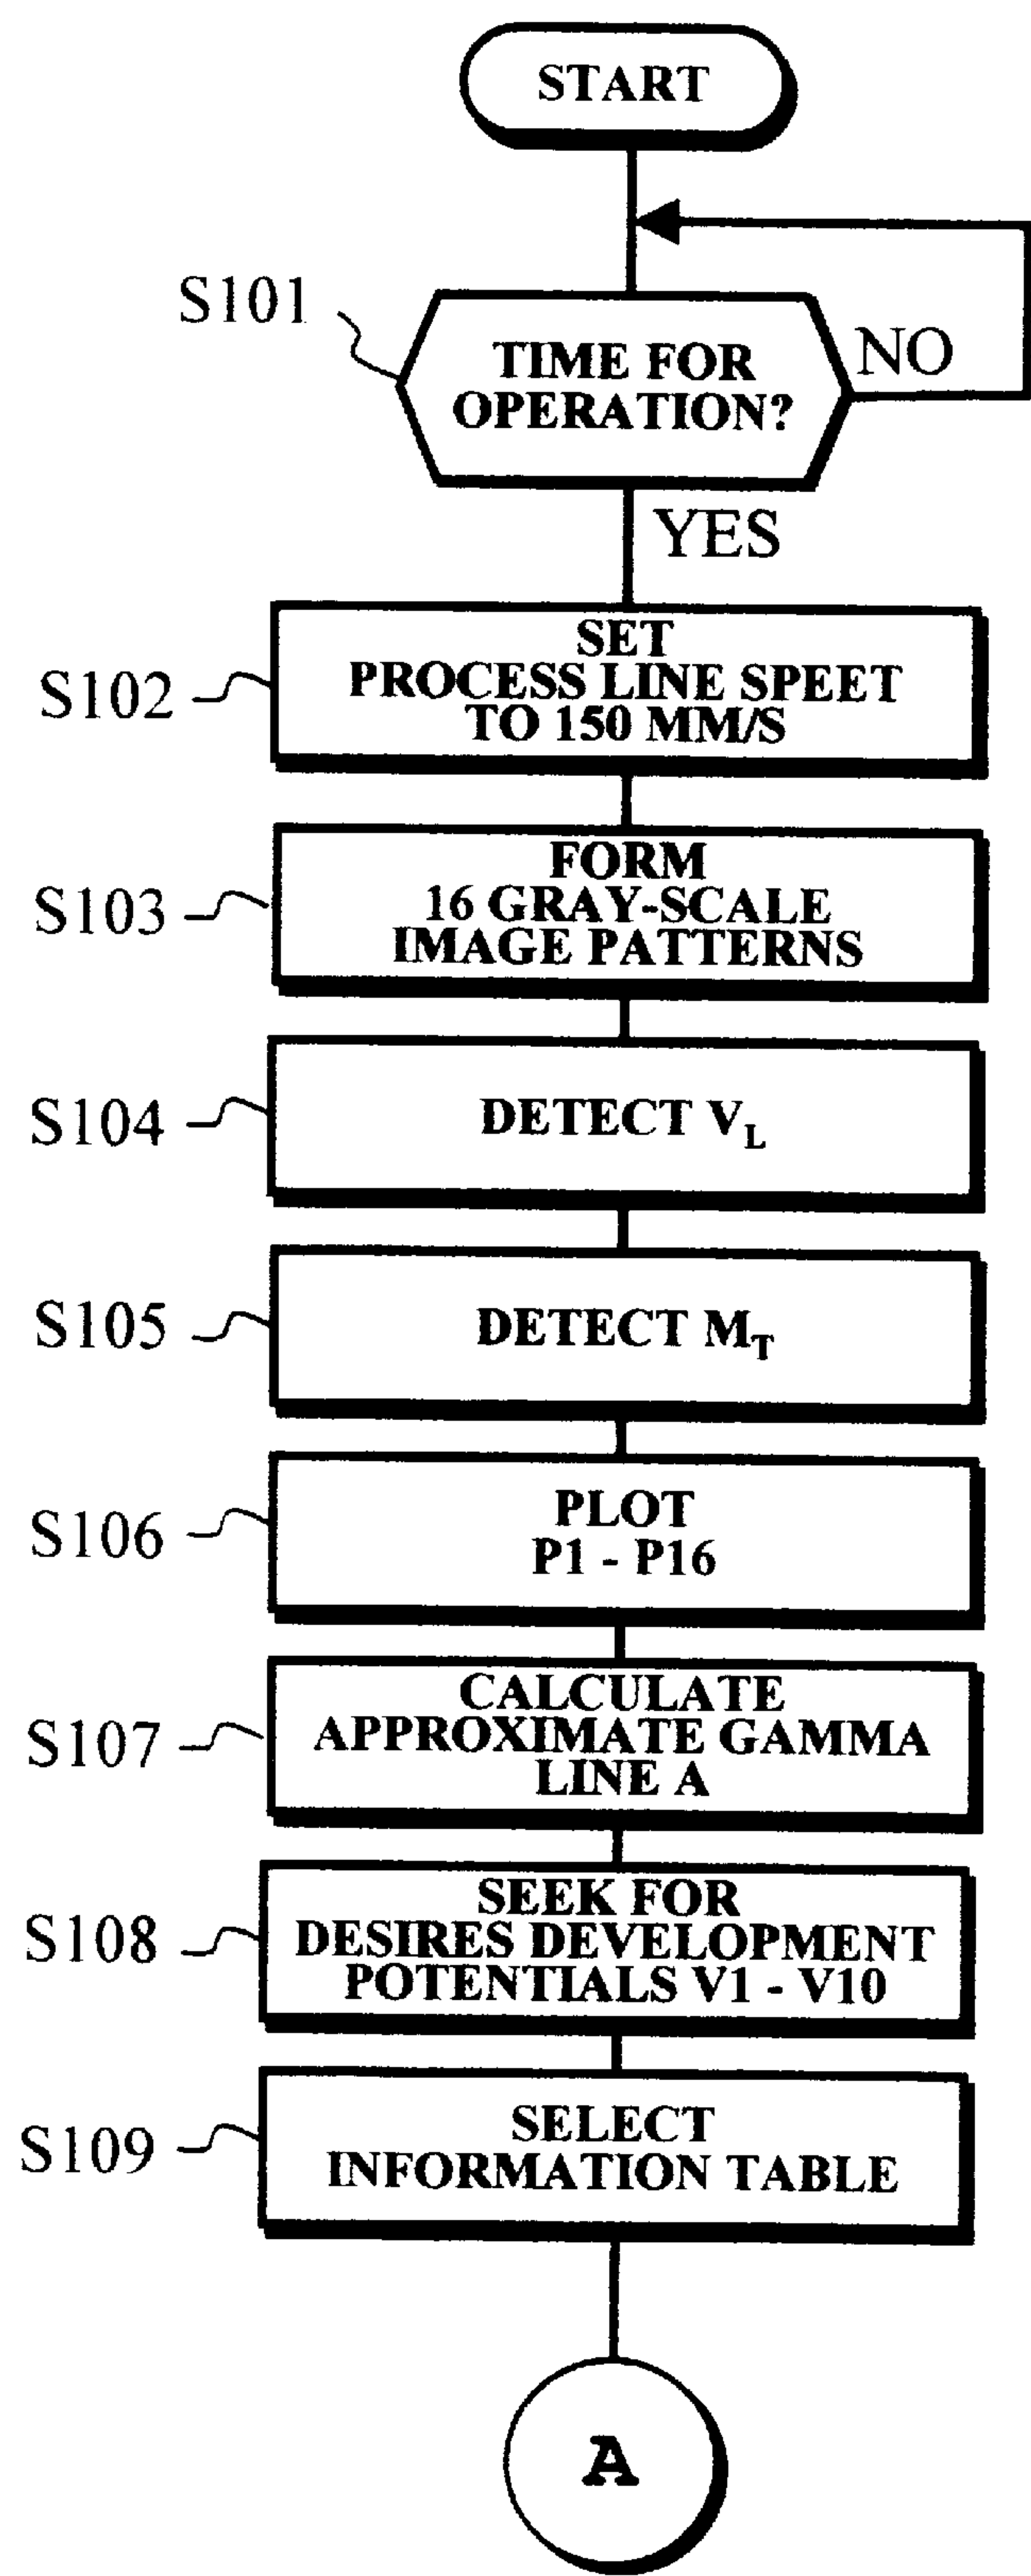 START
S101
TIME FOR
OPERATION?
NO
YES
S102
SET
PROCESS LINE SPEET
TO 150 MM/S
S103
FORM
16 GRAY-SCALE
IMAGE PATTERNS
S104
DETECT V_L
S105
DETECT M_T
S106
PLOT
P1 - P16
S107
CALCULATE
APPROXIMATE GAMMA
LINE A
S108
SEEK FOR
DESIRES DEVELOPMENT
POTENTIALS V1 - V10
S109
SELECT
INFORMATION TABLE
A